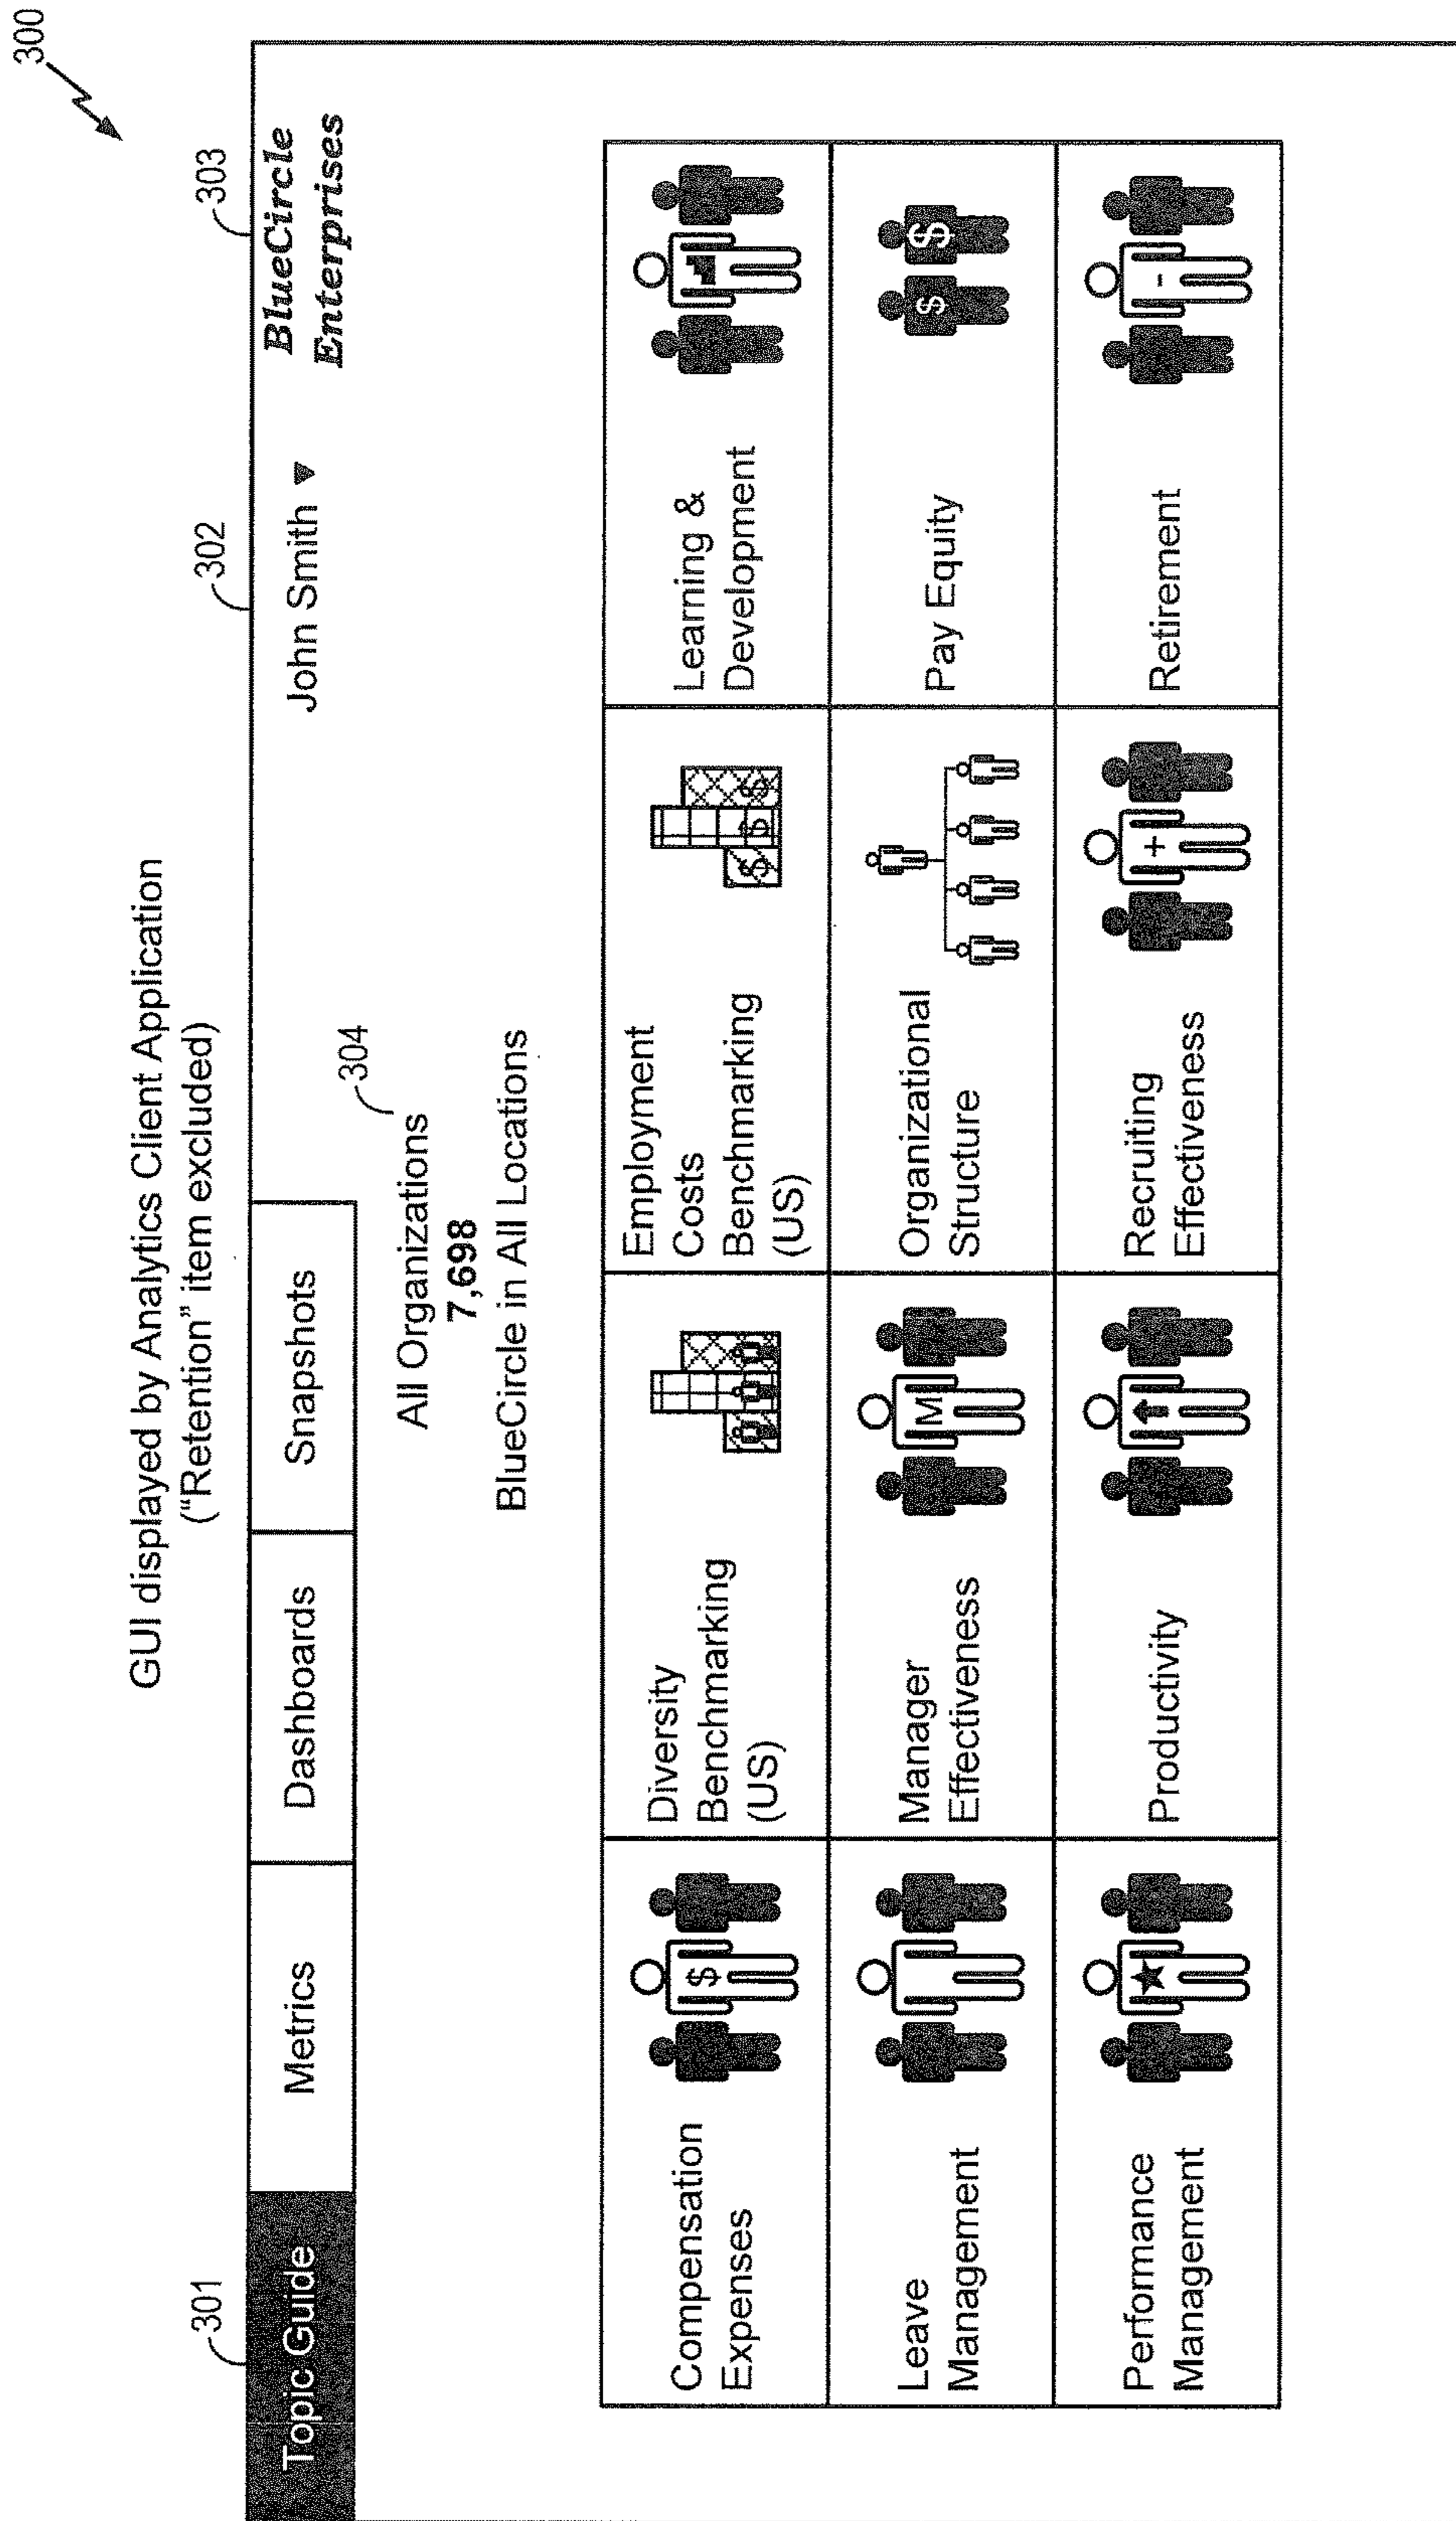 300
GUI displayed by Analytics Client Application
("Retention" item excluded)
301
302
303
Topic Guide
Metrics
Dashboards
Snapshots
John Smith ▼
BlueCircle
Enterprises
304
All Organizations
7,698
BlueCircle in All Locations
Compensation
Expenses
$
Diversity
Benchmarking
(US)
Employment
Costs
Benchmarking
(US)
$ $ $
Learning &
Development
Leave
Management
Manager
Effectiveness
M
Organizational
Structure
Pay Equity
$ $
Performance
Management
Productivity
Recruiting
Effectiveness
+
Retirement
-